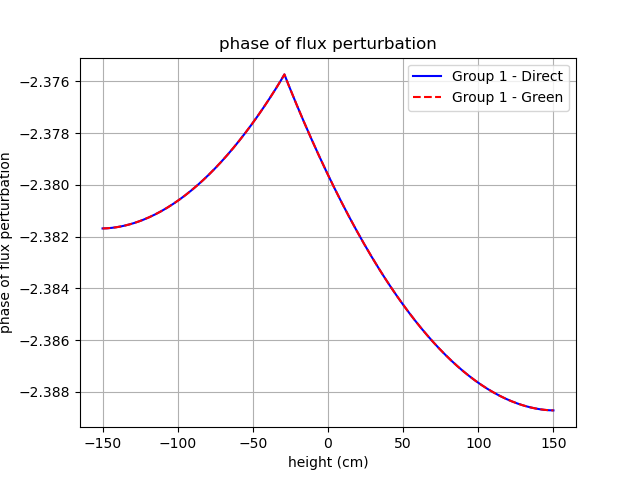 phase of flux perturbation
Group 1 - Direct
Group 1 - Green
phase of flux perturbation
−2.376
−2.378
−2.380
−2.382
−2.384
−2.386
−2.388
−150
−100
−50
0
50
100
150
height (cm)